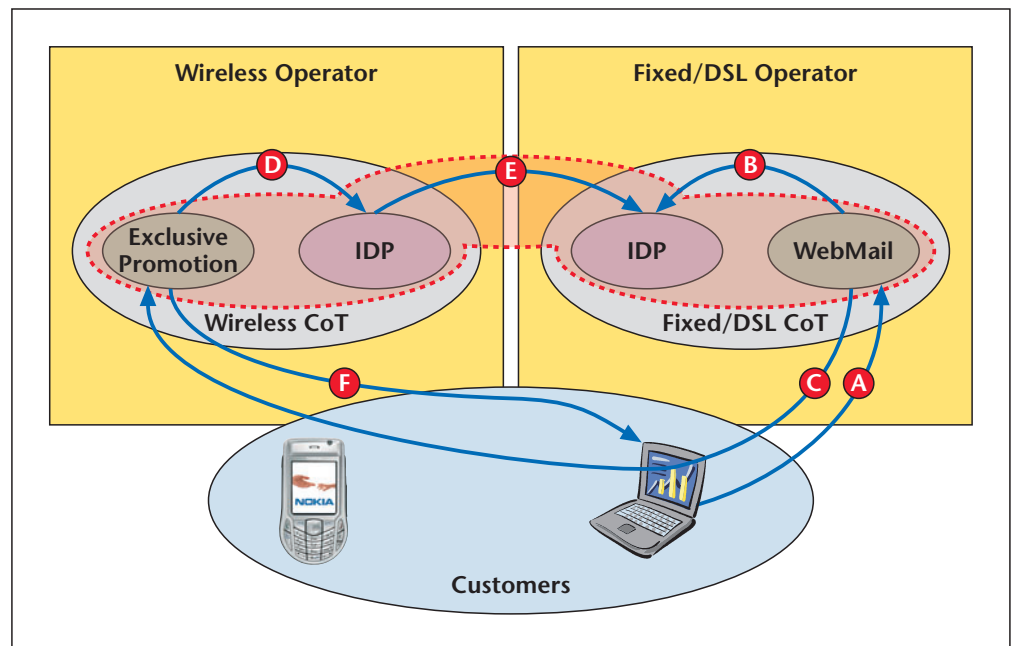 Wireless Operator
Fixed/DSL Operator
D
E
B
Exclusive
Promotion
IDP
IDP
WebMail
Wireless CoT
Fixed/DSL CoT
F
C
A
NOKIA
Customers